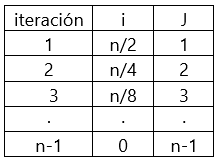 iteración i J
1 n/2 1
2 n/4 2
3 n/8 3
. . .
. . .
n-1 0 n-1